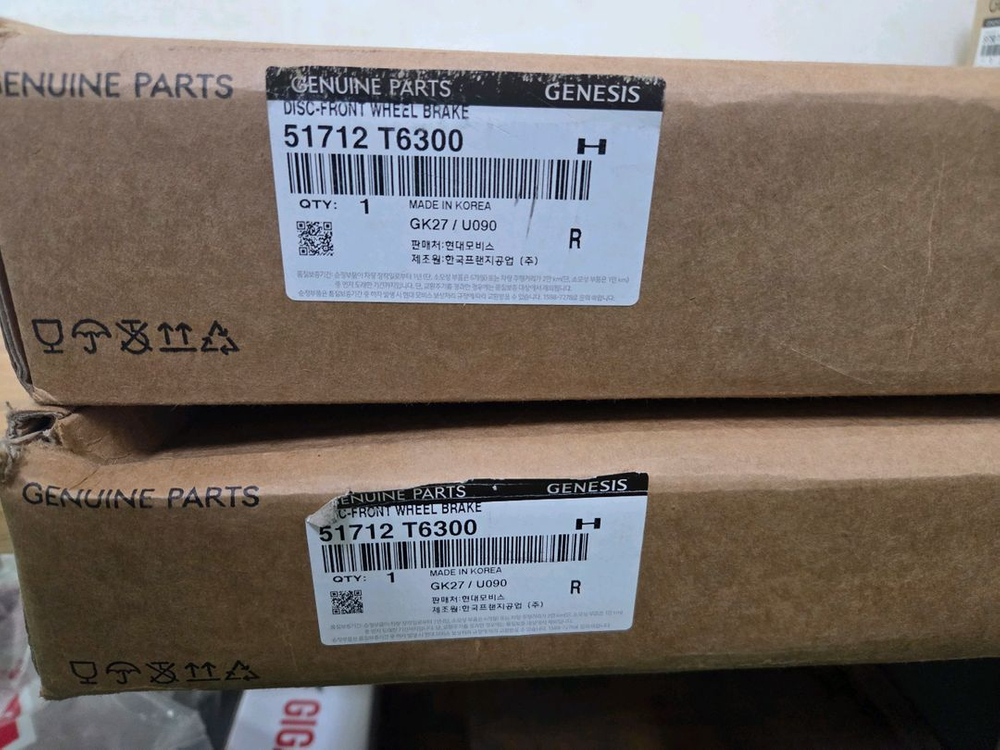 GENUINE PARTS
GENUINE PARTS GENESIS
DISC-FRONT WHEEL BRAKE
51712 T6300 H
QTY: 1 MADE IN KOREA
GK27 / U090
R
판매처:현대모비스
제조원:한국프랜지공업 (주)
GENUINE PARTS
GENUINE PARTS GENESIS
C-FRONT WHEEL BRAKE
51712 T6300 H
QTY: 1 MADE IN KOREA
GK27 / U090
R
판매처:현대모비스
제조원:한국프랜지공업 (주)
GIG